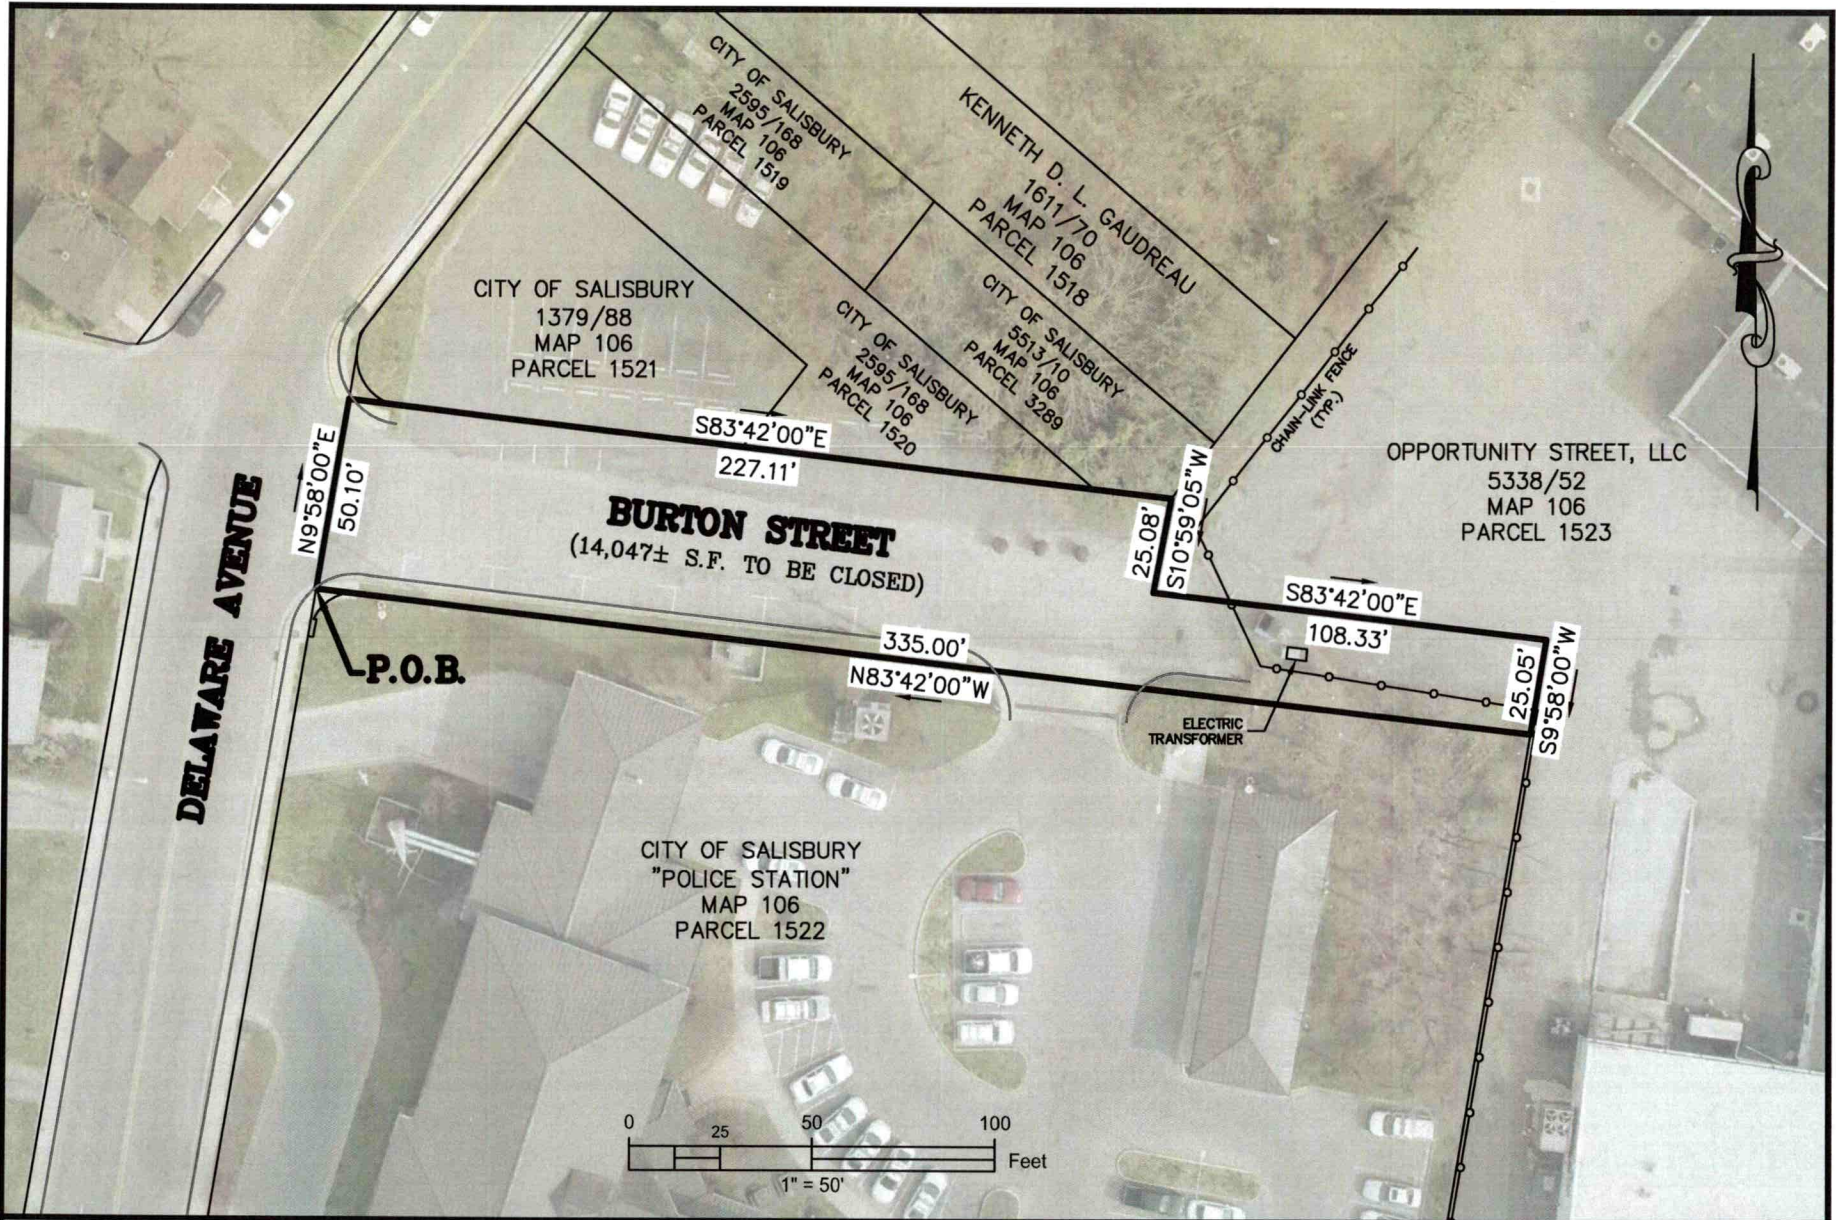 CITY OF SALISBURY
2595/168
MAP 106
PARCEL 1519
KENNETH D. L. GAUDREAU
1611/70
MAP 106
PARCEL 1518
CITY OF SALISBURY
1379/88
MAP 106
PARCEL 1521
CITY OF SALISBURY
2595/168
MAP 106
PARCEL 1520
CITY OF SALISBURY
5513/10
MAP 106
PARCEL 3289
CHAIN-LINK FENCE
(TYP.)
OPPORTUNITY STREET, LLC
5338/52
MAP 106
PARCEL 1523
N9°58'00"E
50.10'
S83°42'00"E
227.11'
25.08'
S10°59'05"W
S83°42'00"E
108.33'
25.05'
S9°58'00"W
335.00'
N83°42'00"W
BURTON STREET
(14,047± S.F. TO BE CLOSED)
DELAWARE AVENUE
P.O.B.
ELECTRIC
TRANSFORMER
CITY OF SALISBURY
"POLICE STATION"
MAP 106
PARCEL 1522
0 25 50 100
Feet
1" = 50'